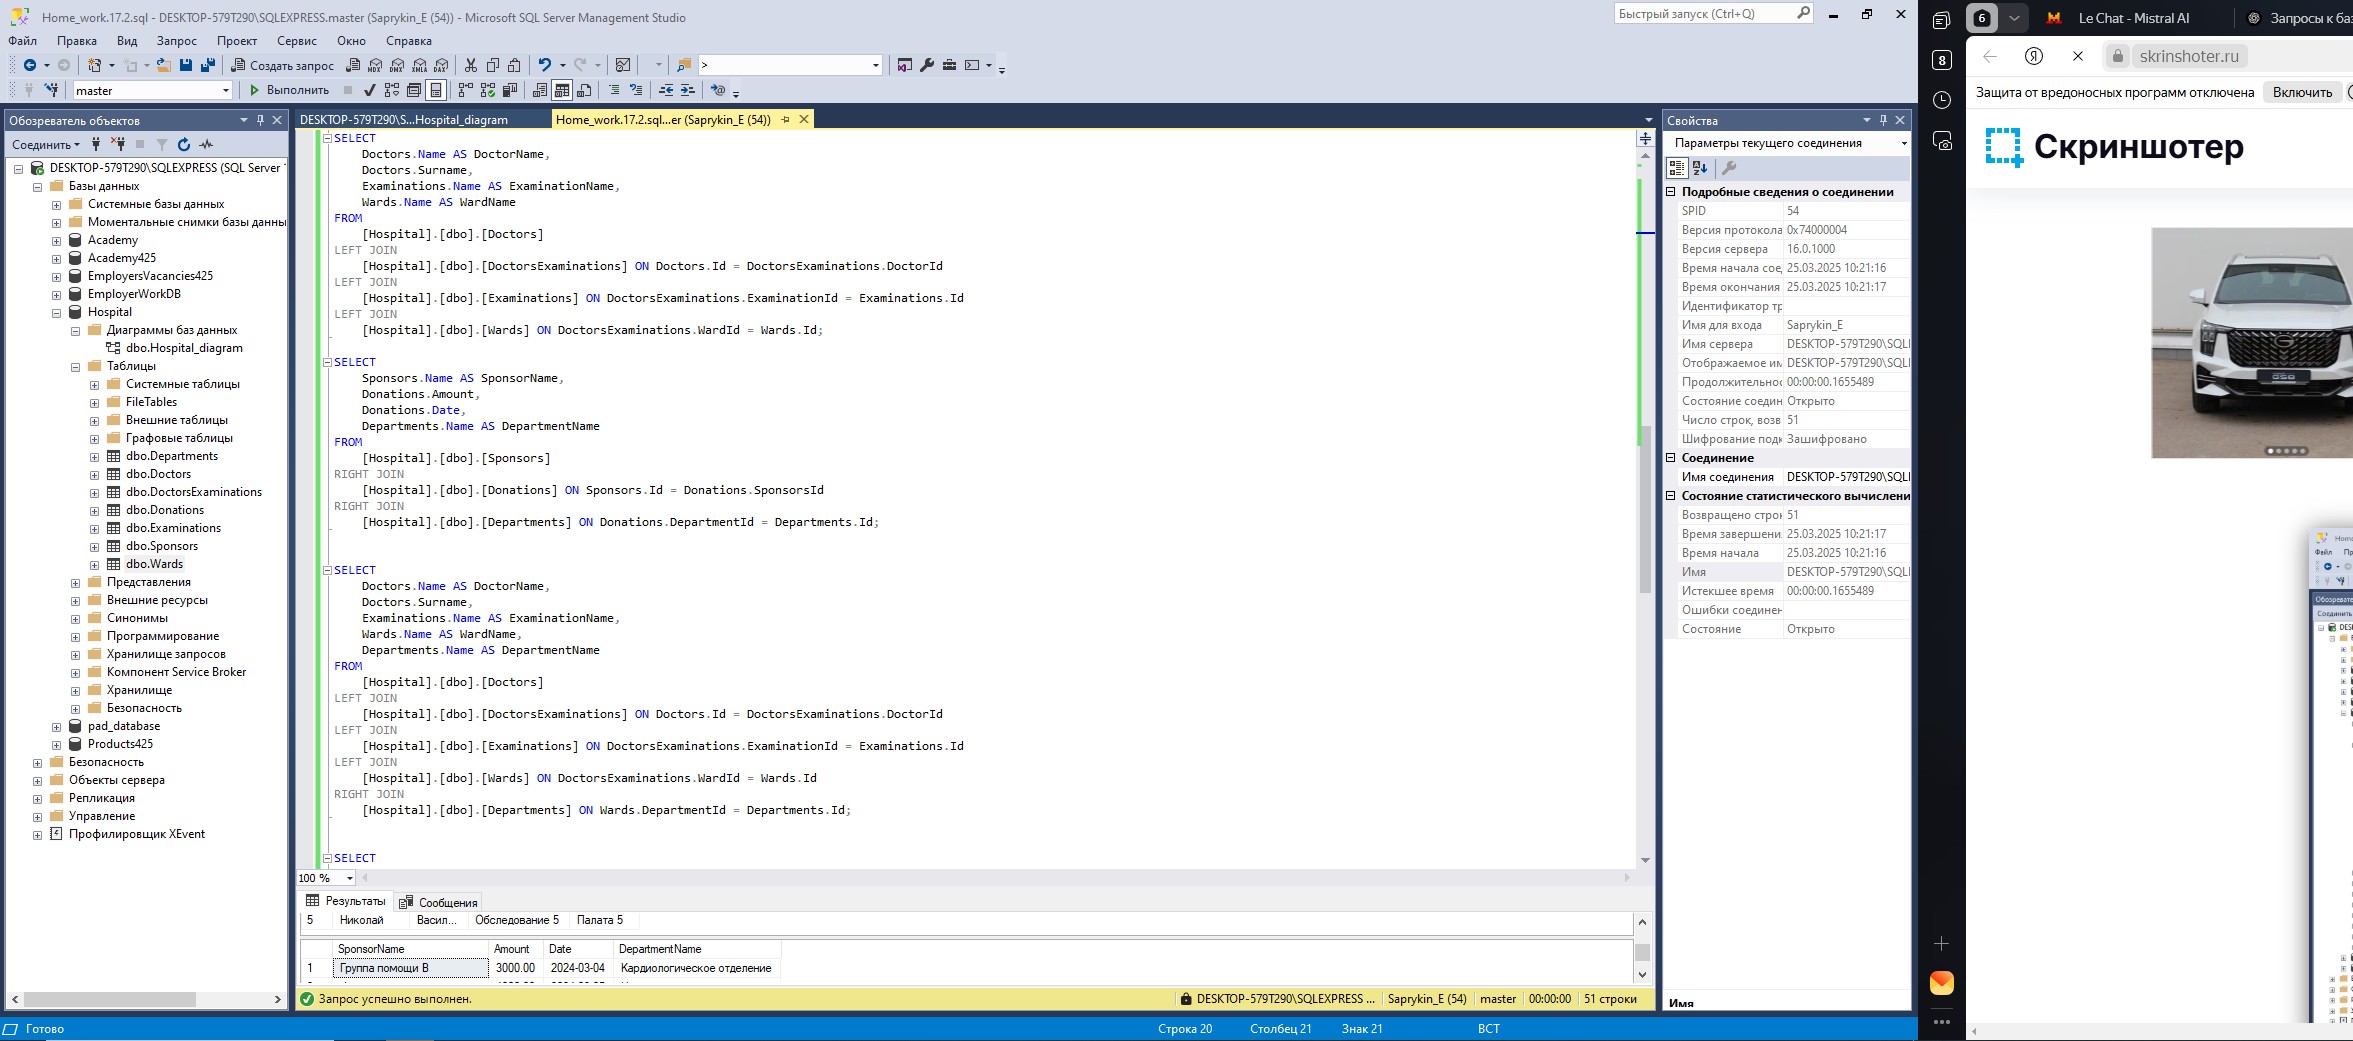 Home_work.17.2.sql - DESKTOP-579T290\SQLEXPRESS.master (Saprykin_E (54)) - Microsoft SQL Server Management Studio
Быстрый запуск (Ctrl+Q)
Файл Правка Вид Запрос Проект Сервис Окно Справка
Создать запрос
MDX DMX XMLA DAX
>
master
Выполнить
Обозреватель объектов
Соединить
DESKTOP-579T290\SQLEXPRESS (SQL Server
Базы данных
Системные базы данных
Моментальные снимки базы данны
Academy
Academy425
EmployersVacancies425
EmployerWorkDB
Hospital
Диаграммы баз данных
dbo.Hospital_diagram
Таблицы
Системные таблицы
FileTables
Внешние таблицы
Графовые таблицы
dbo.Departments
dbo.Doctors
dbo.DoctorsExaminations
dbo.Donations
dbo.Examinations
dbo.Sponsors
dbo.Wards
Представления
Внешние ресурсы
Синонимы
Программирование
Хранилище запросов
Компонент Service Broker
Хранилище
Безопасность
pad_database
Products425
Безопасность
Объекты сервера
Репликация
Управление
Профилировщик XEvent
DESKTOP-579T290\S...Hospital_diagram
Home_work.17.2.sql...er (Saprykin_E (54))
SELECT
Doctors.Name AS DoctorName,
Doctors.Surname,
Examinations.Name AS ExaminationName,
Wards.Name AS WardName
FROM
[Hospital].[dbo].[Doctors]
LEFT JOIN
[Hospital].[dbo].[DoctorsExaminations] ON Doctors.Id = DoctorsExaminations.DoctorId
LEFT JOIN
[Hospital].[dbo].[Examinations] ON DoctorsExaminations.ExaminationId = Examinations.Id
LEFT JOIN
[Hospital].[dbo].[Wards] ON DoctorsExaminations.WardId = Wards.Id;
SELECT
Sponsors.Name AS SponsorName,
Donations.Amount,
Donations.Date,
Departments.Name AS DepartmentName
FROM
[Hospital].[dbo].[Sponsors]
RIGHT JOIN
[Hospital].[dbo].[Donations] ON Sponsors.Id = Donations.SponsorsId
RIGHT JOIN
[Hospital].[dbo].[Departments] ON Donations.DepartmentId = Departments.Id;
SELECT
Doctors.Name AS DoctorName,
Doctors.Surname,
Examinations.Name AS ExaminationName,
Wards.Name AS WardName,
Departments.Name AS DepartmentName
FROM
[Hospital].[dbo].[Doctors]
LEFT JOIN
[Hospital].[dbo].[DoctorsExaminations] ON Doctors.Id = DoctorsExaminations.DoctorId
LEFT JOIN
[Hospital].[dbo].[Examinations] ON DoctorsExaminations.ExaminationId = Examinations.Id
LEFT JOIN
[Hospital].[dbo].[Wards] ON DoctorsExaminations.WardId = Wards.Id
RIGHT JOIN
[Hospital].[dbo].[Departments] ON Wards.DepartmentId = Departments.Id;
SELECT
100 %
Результаты Сообщения
5 Николай Васил... Обследование 5 Палата 5
SponsorName Amount Date DepartmentName
1 Группа помощи В 3000.00 2024-03-04 Кардиологическое отделение
Запрос успешно выполнен.
DESKTOP-579T290\SQLEXPRESS ... Saprykin_E (54) master 00:00:00 51 строки
Готово
Строка 20 Столбец 21 Знак 21 ВСТ
Свойства
Параметры текущего соединения
Подробные сведения о соединении
SPID 54
Версия протокола 0x74000004
Версия сервера 16.0.1000
Время начала сое 25.03.2025 10:21:16
Время окончания 25.03.2025 10:21:17
Идентификатор тр
Имя для входа Saprykin_E
Имя сервера DESKTOP-579T290\SQLI
Отображаемое им DESKTOP-579T290\SQLI
Продолжительнос 00:00:00.1655489
Состояние соедин Открыто
Число строк, возв 51
Шифрование подк Зашифровано
Соединение
Имя соединения DESKTOP-579T290\SQLI
Состояние статистического вычислени
Возвращено строк 51
Время завершени 25.03.2025 10:21:17
Время начала 25.03.2025 10:21:16
Имя DESKTOP-579T290\SQLI
Истекшее время 00:00:00.1655489
Ошибки соединен
Состояние Открыто
Имя
8
6
Le Chat - Mistral AI
Запросы к баз
skrinshoter.ru
Защита от вредоносных программ отключена Включить
Скриншотер